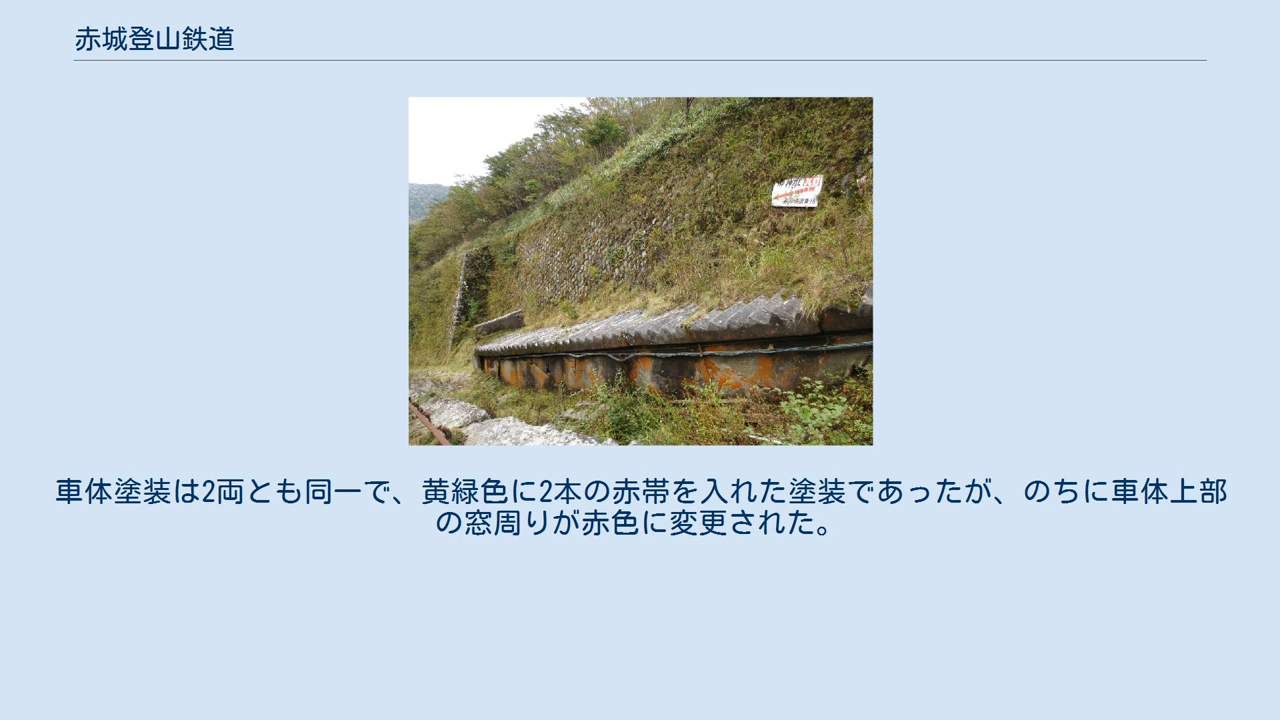 赤城登山鉄道
車体塗装は2両とも同一で、黄緑色に2本の赤帯を入れた塗装であったが、のちに車体上部
の窓周りが赤色に変更された。